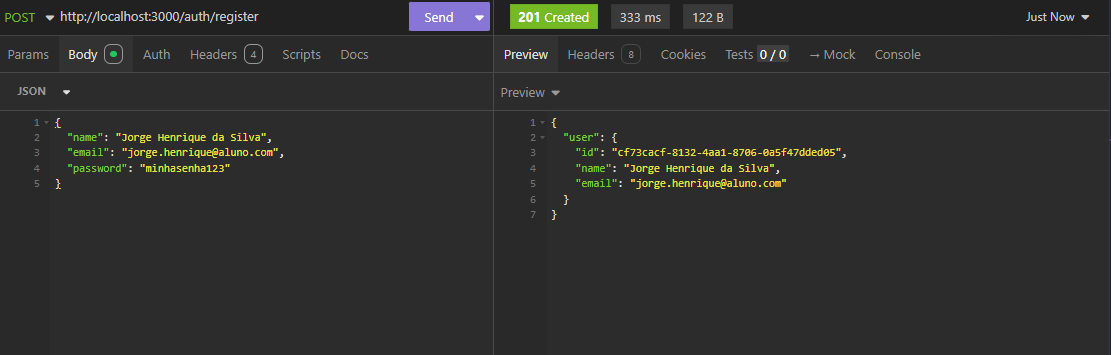 POST http://localhost:3000/auth/register Send
201 Created 333 ms 122 B Just Now
Params Body Auth Headers 4 Scripts Docs
Preview Headers 8 Cookies Tests 0 / 0 → Mock Console
JSON
Preview
1 {
2 "name": "Jorge Henrique da Silva",
3 "email": "jorge.henrique@aluno.com",
4 "password": "minhasenha123"
5 }
1 {
2 "user": {
3 "id": "cf73cacf-8132-4aa1-8706-0a5f47dded05",
4 "name": "Jorge Henrique da Silva",
5 "email": "jorge.henrique@aluno.com"
6 }
7 }